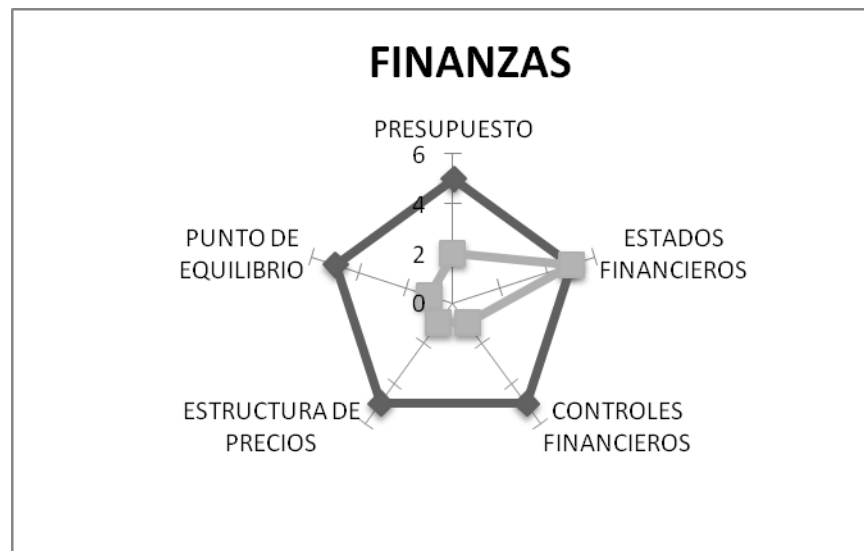 FINANZAS
PRESUPUESTO
6
4
2
0
ESTADOS
FINANCIEROS
CONTROLES
FINANCIEROS
ESTRUCTURA DE
PRECIOS
PUNTO DE
EQUILIBRIO